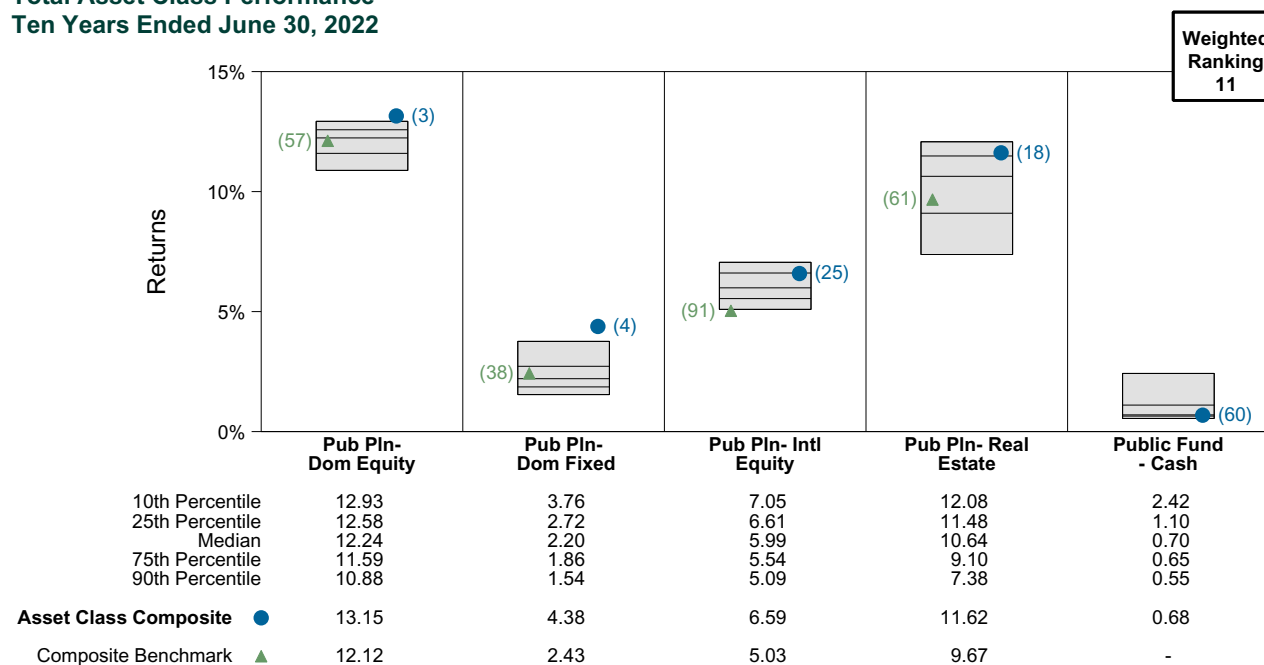 Total Asset Class Performance
Ten Years Ended June 30, 2022
Weighted
Ranking
11
Returns
15%
10%
5%
0%
(57) (3)
(38) (4)
(91) (25)
(61) (18)
(60)
Pub Pln- Dom Equity Pub Pln- Dom Fixed Pub Pln- Intl Equity Pub Pln- Real Estate Public Fund - Cash
10th Percentile 12.93 3.76 7.05 12.08 2.42
25th Percentile 12.58 2.72 6.61 11.48 1.10
Median 12.24 2.20 5.99 10.64 0.70
75th Percentile 11.59 1.86 5.54 9.10 0.65
90th Percentile 10.88 1.54 5.09 7.38 0.55
Asset Class Composite 13.15 4.38 6.59 11.62 0.68
Composite Benchmark 12.12 2.43 5.03 9.67 -